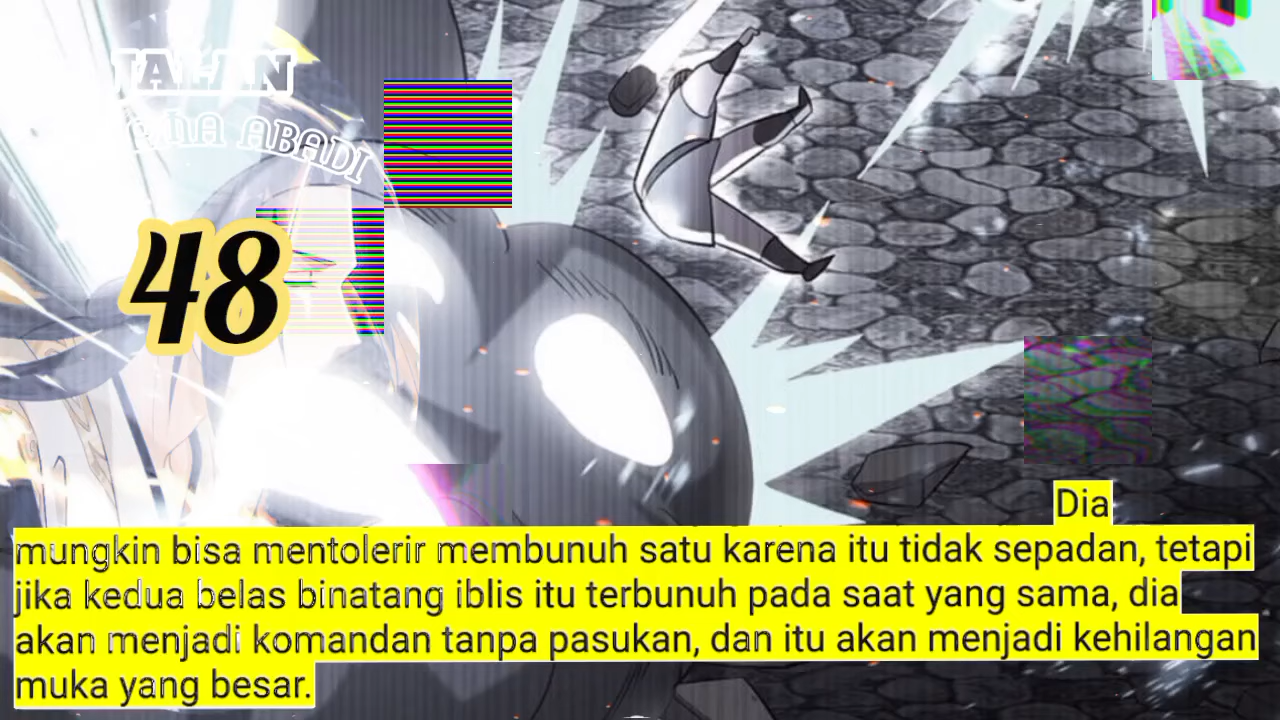 JALAN
ABADI
48
Dia
mungkin bisa mentolerir membunuh satu karena itu tidak sepadan, tetapi
jika kedua belas binatang iblis itu terbunuh pada saat yang sama, dia
akan menjadi komandan tanpa pasukan, dan itu akan menjadi kehilangan
muka yang besar.